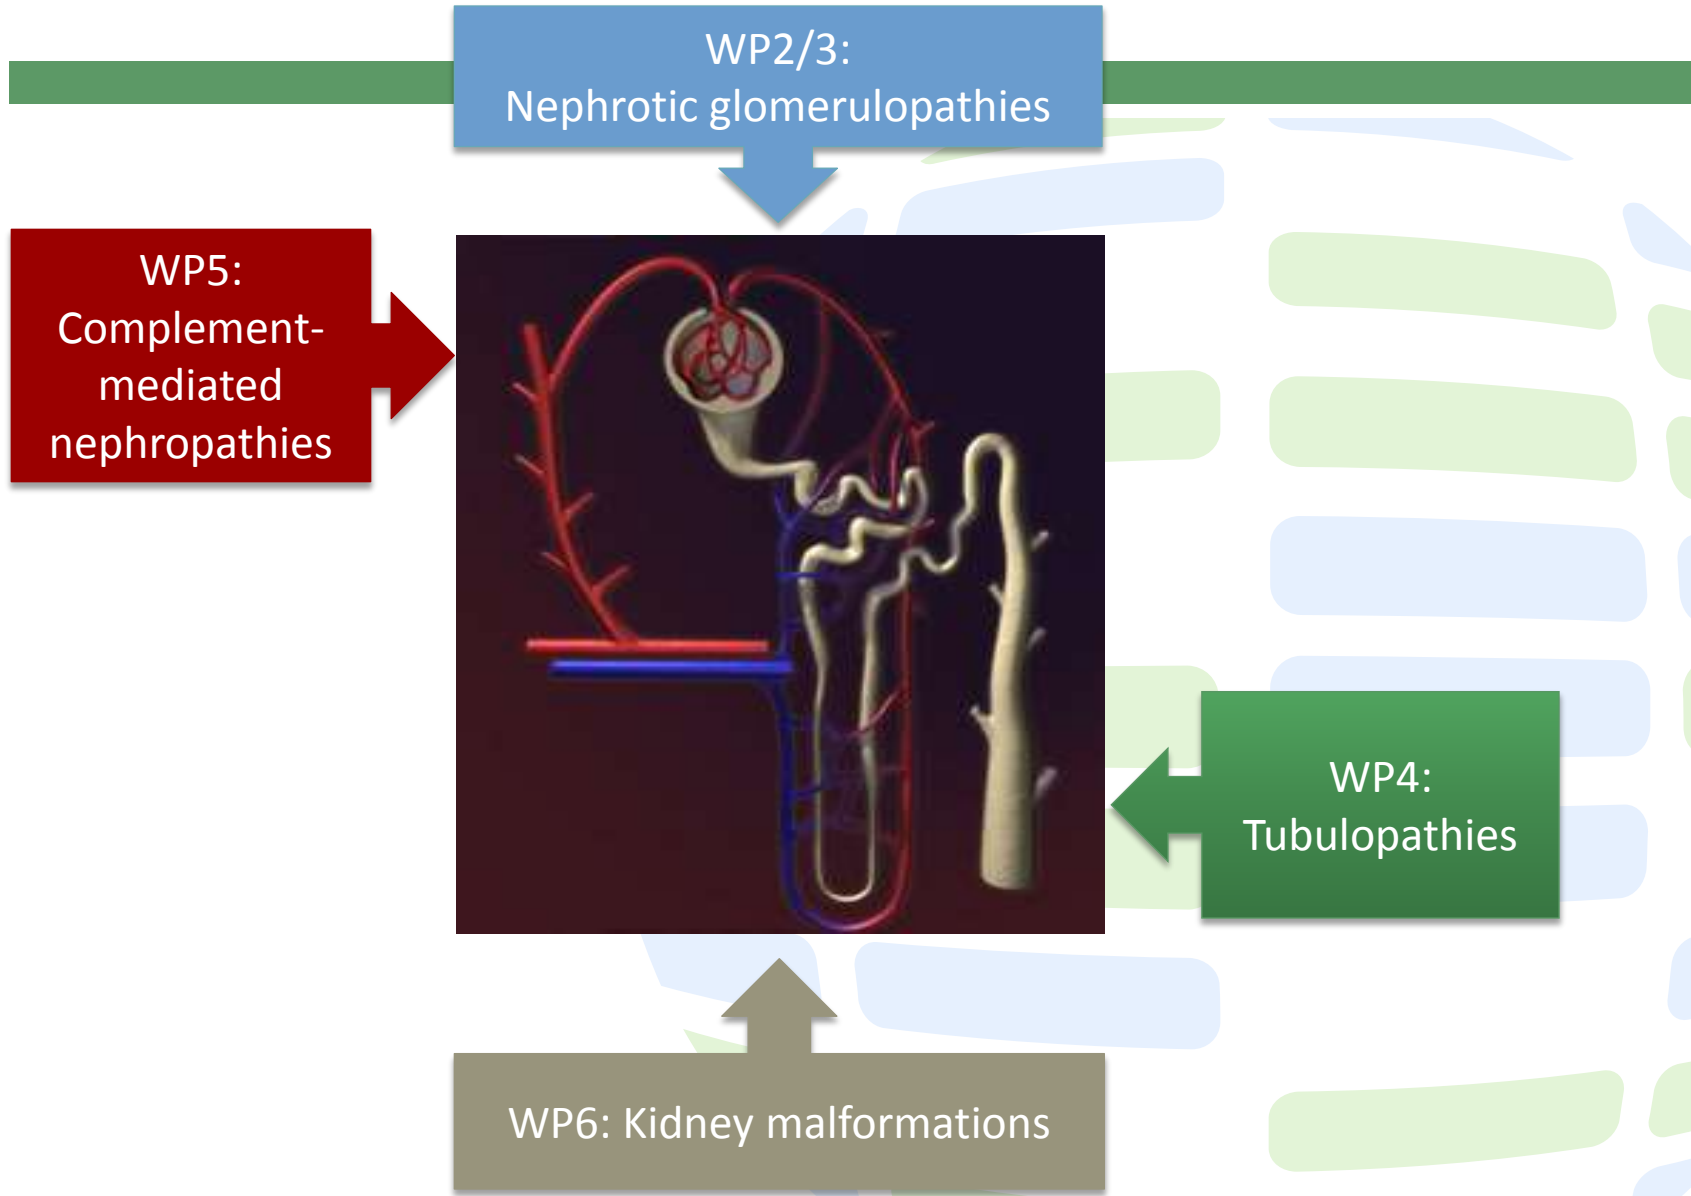 WP2/3:
Nephrotic glomerulopathies
WP5:
Complement-
mediated
nephropathies
WP4:
Tubulopathies
WP6: Kidney malformations